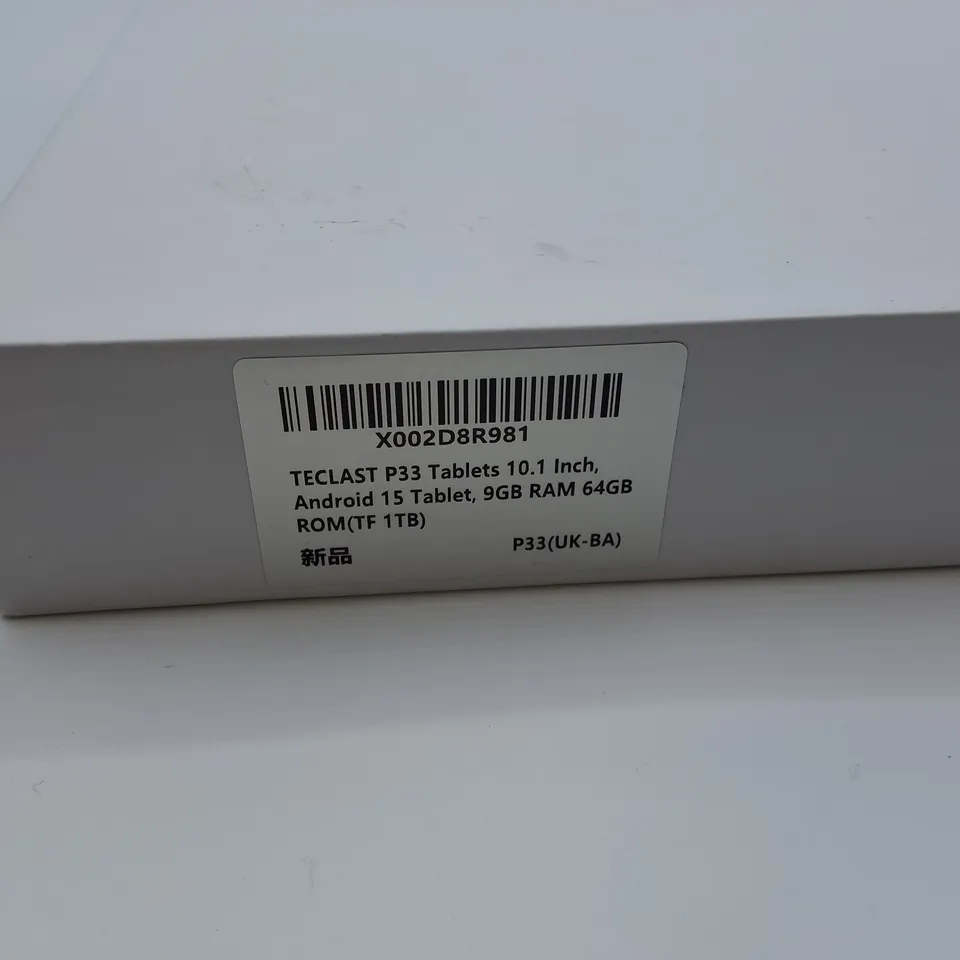 X002D8R981
TECLAST P33 Tablets 10.1 Inch,
Android 15 Tablet, 9GB RAM 64GB
ROM(TF 1TB)
新品 P33(UK-BA)